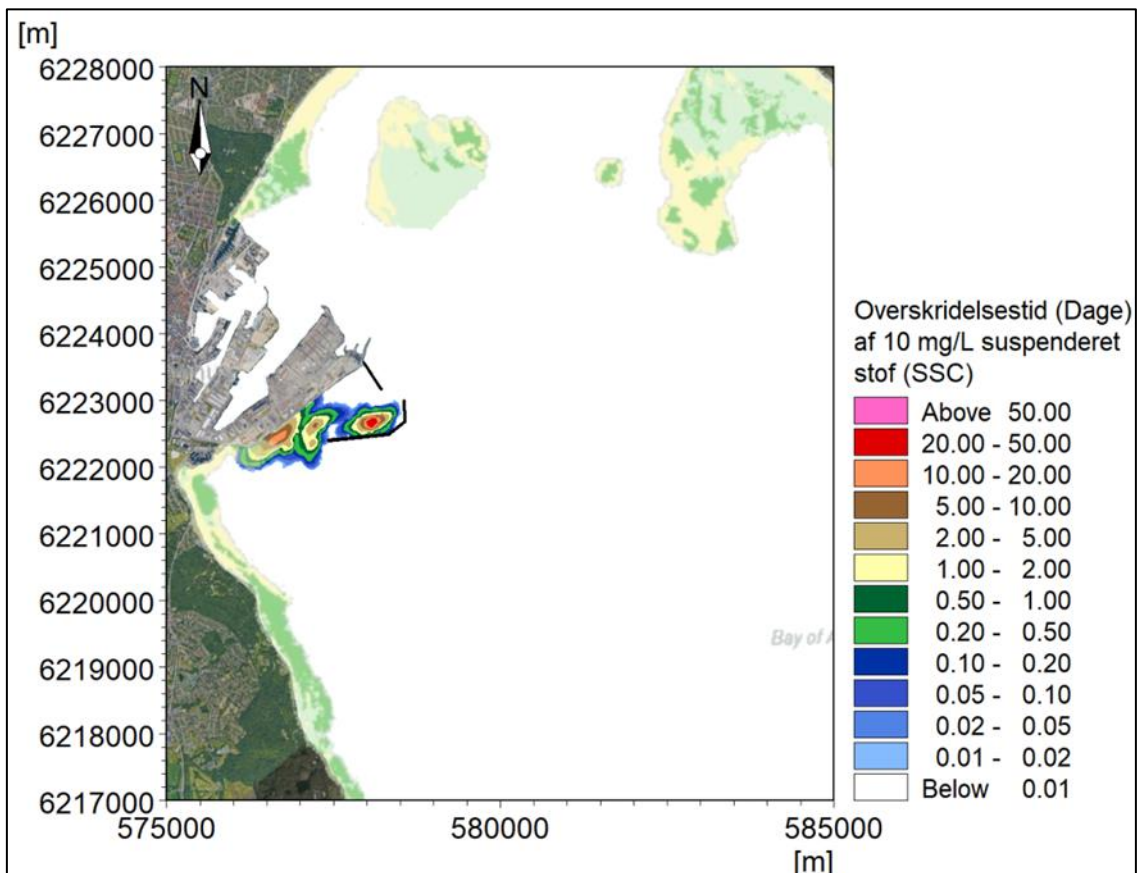 [m]
6228000
6227000
6226000
6225000
6224000
6223000
6222000
6221000
6220000
6219000
6218000
6217000
575000
580000
585000
[m]
N
Bay of A
Overskridelsestid (Dage)
af 10 mg/L suspenderet
stof (SSC)
Above 50.00
20.00 - 50.00
10.00 - 20.00
5.00 - 10.00
2.00 - 5.00
1.00 - 2.00
0.50 - 1.00
0.20 - 0.50
0.10 - 0.20
0.05 - 0.10
0.02 - 0.05
0.01 - 0.02
Below 0.01